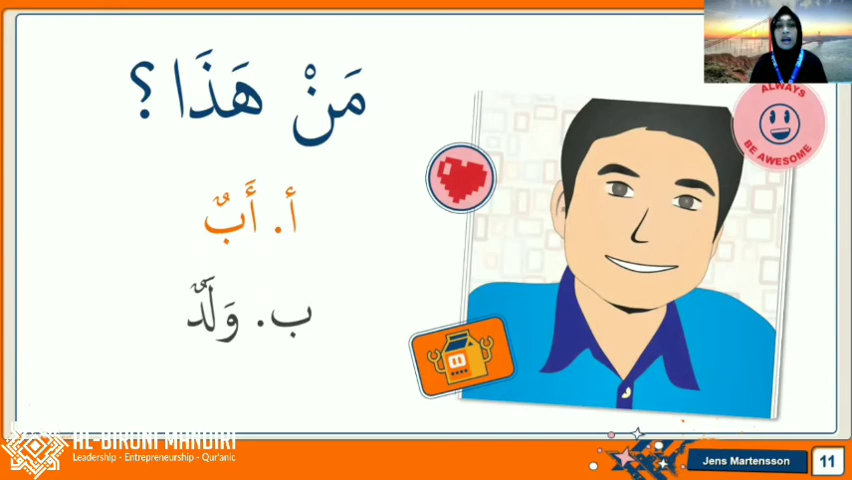 مَنْ هَذَا ؟
أ. أَبٌ
ب. وَلَدٌ
ALWAYS
BE AWESOME
AL-BIRUNI MANDIRI
Leadership - Entrepreneurship - Qur'anic
Jens Martensson
11